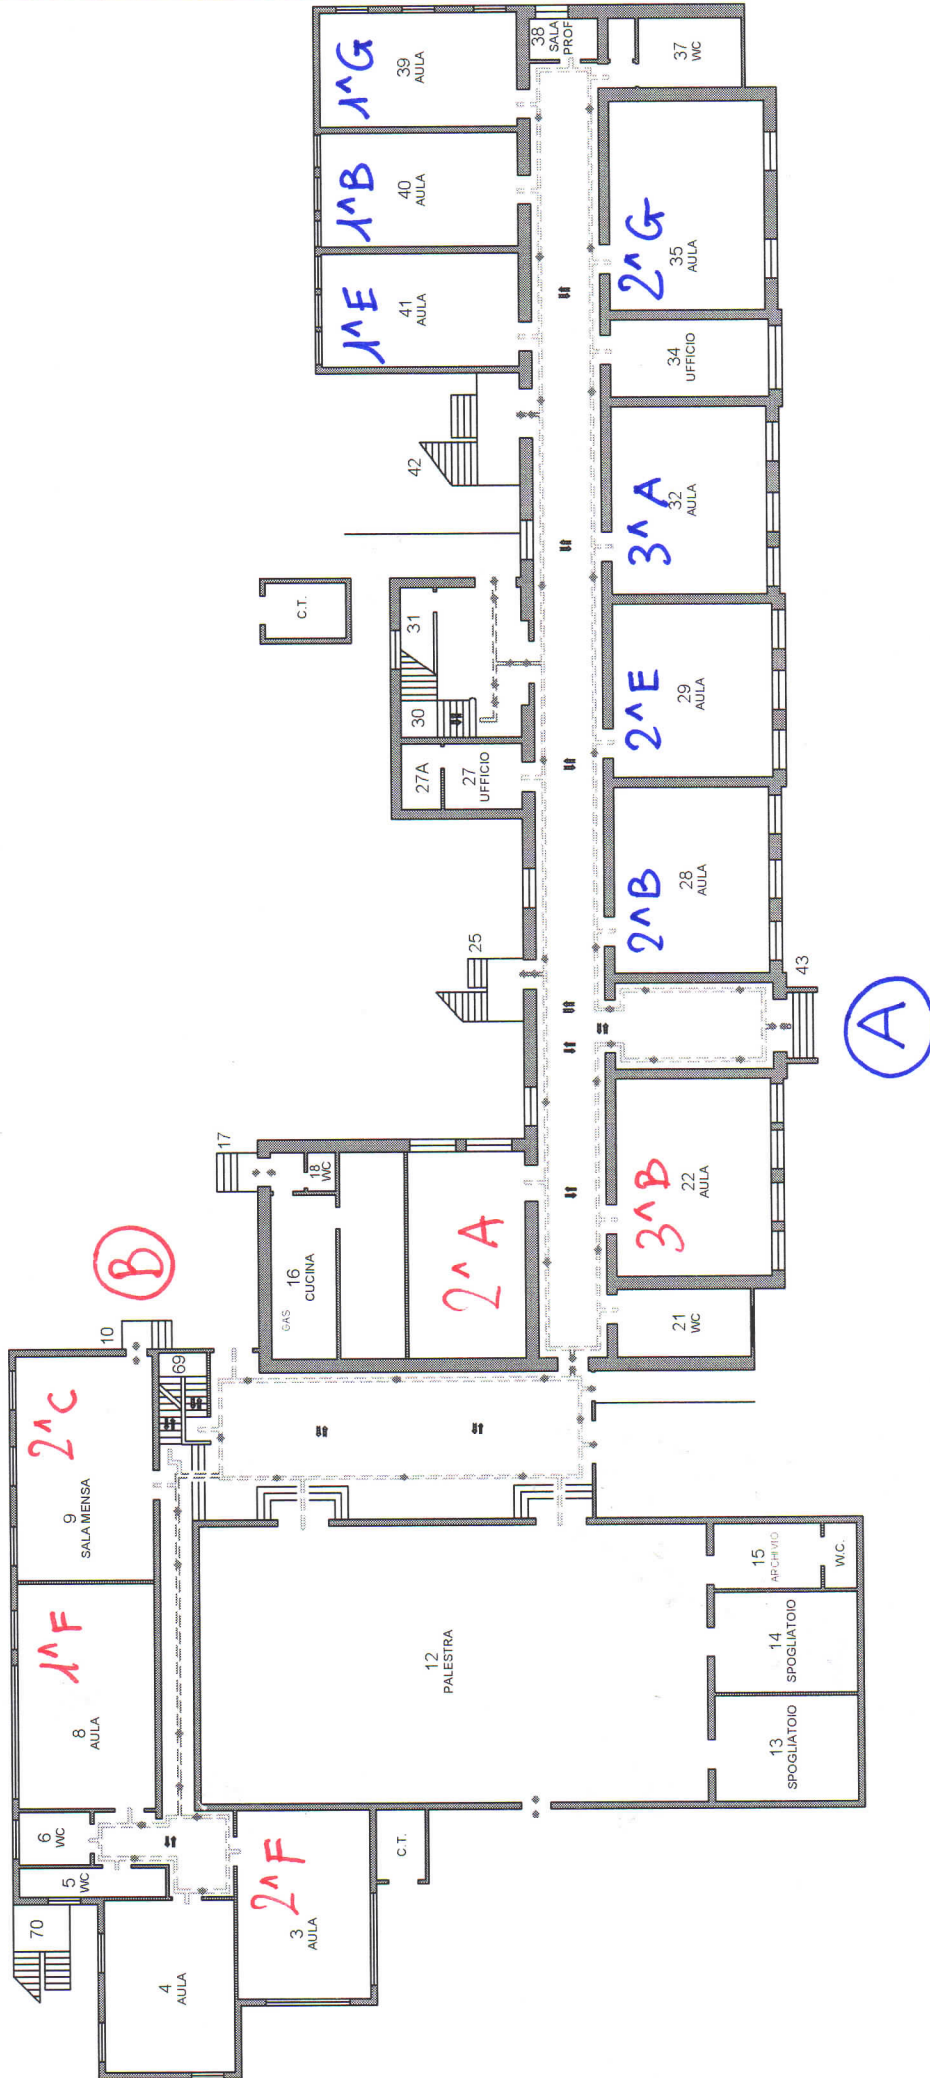 1^G
39
AULA
38
SALA
PROF
37
WC
1^B
40
AULA
1^E
41
AULA
2^G
35
AULA
34
UFFICIO
42
3^A
32
AULA
C.T.
31
30
27A
27
UFFICIO
2^E
29
AULA
2^B
28
AULA
25
43
A
17
18
WC
16
CUCINA
GAS
2^A
3^B
22
AULA
21
WC
B
10
69
2^C
9
SALA MENSA
1^F
8
AULA
12
PALESTRA
15
ARCHIVIO
W.C.
14
SPOGLIATOIO
13
SPOGLIATOIO
6
WC
5
WC
70
4
AULA
2^F
3
AULA
C.T.